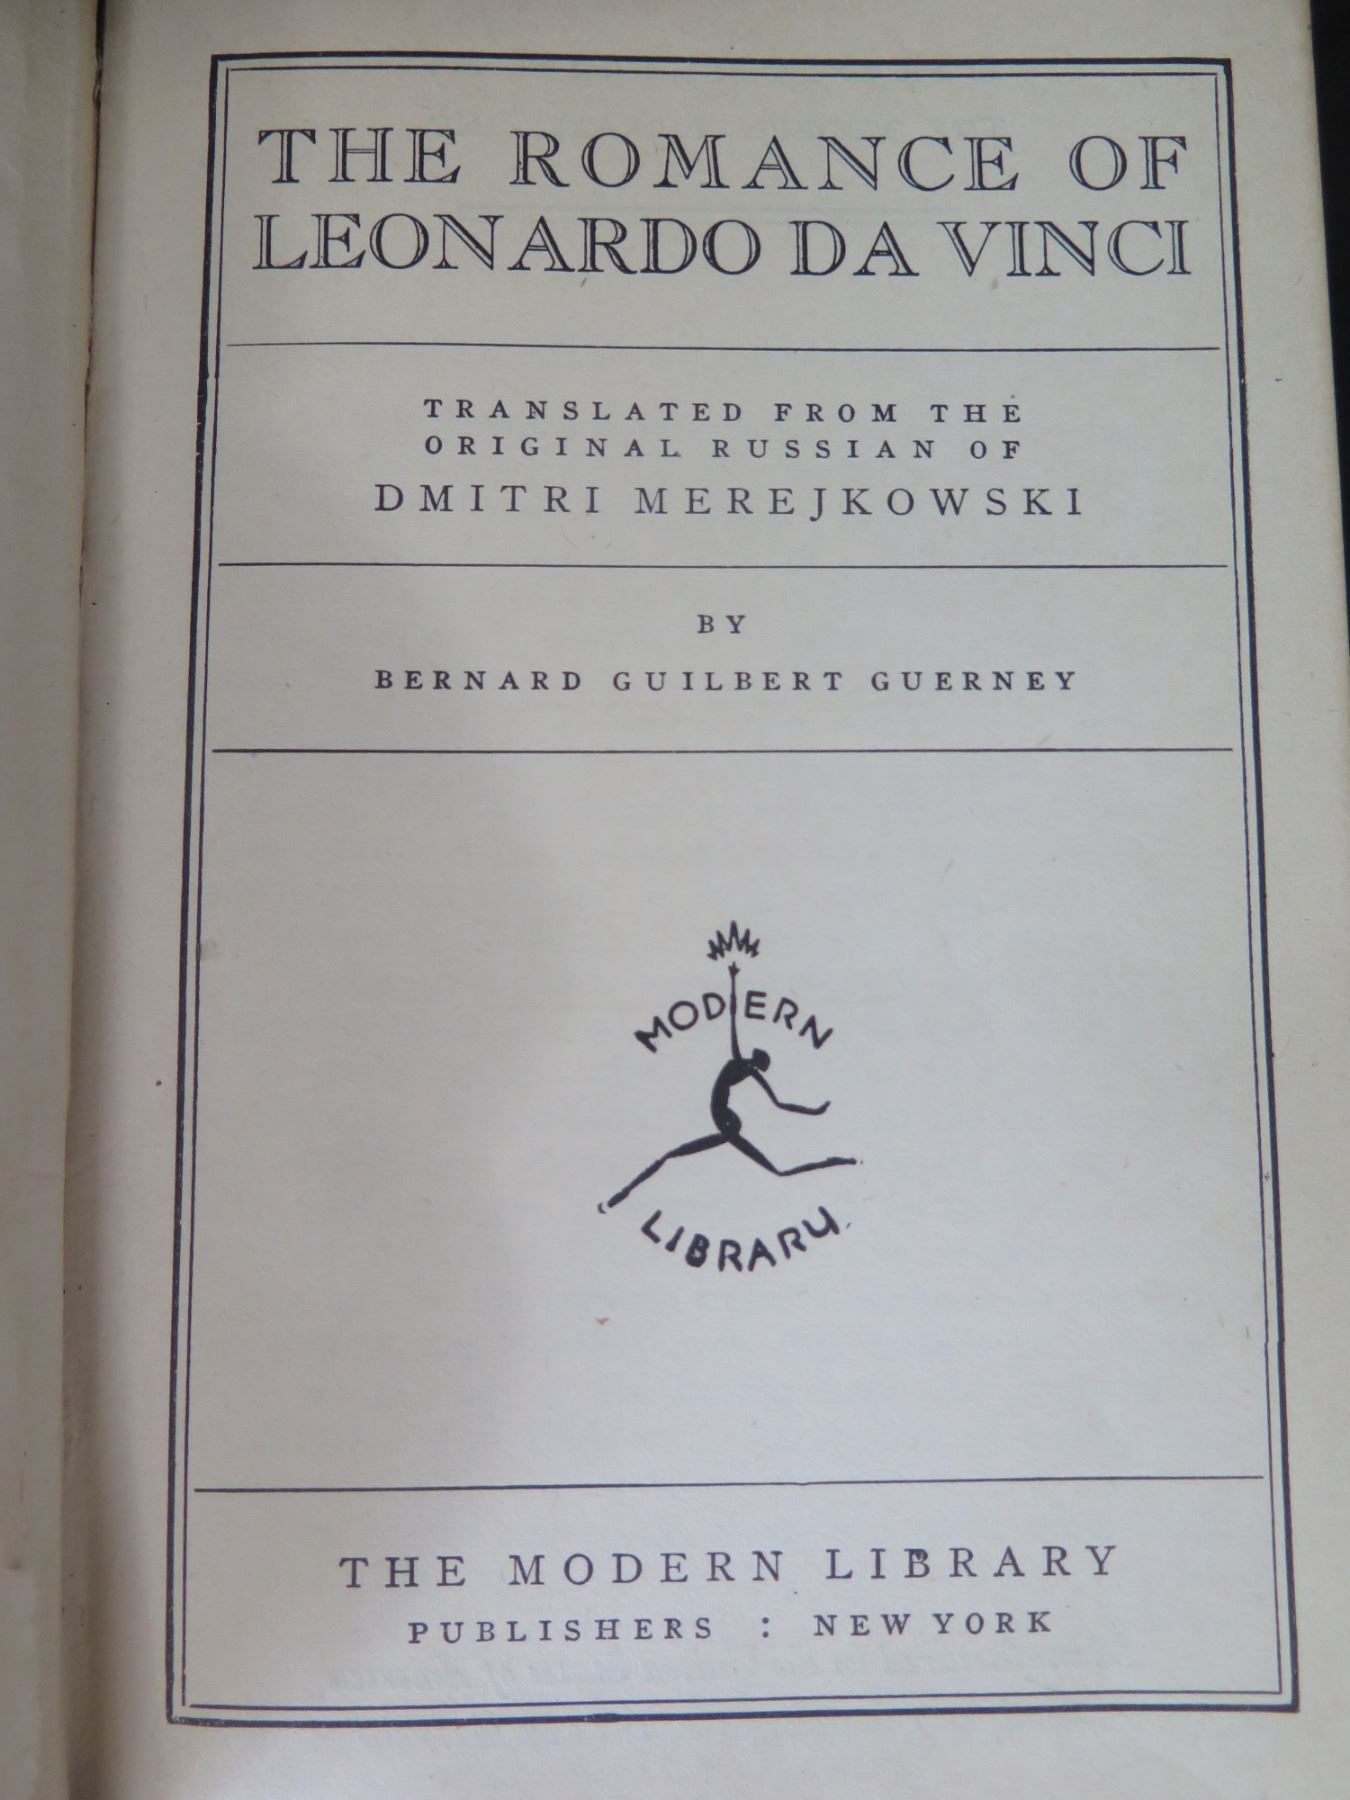 THE ROMANCE OF
LEONARDO DA VINCI
TRANSLATED FROM THE
ORIGINAL RUSSIAN OF
DMITRI MEREJKOWSKI
BY
BERNARD GUILBERT GUERNEY
MODERN
LIBRARY
THE MODERN LIBRARY
PUBLISHERS : NEW YORK